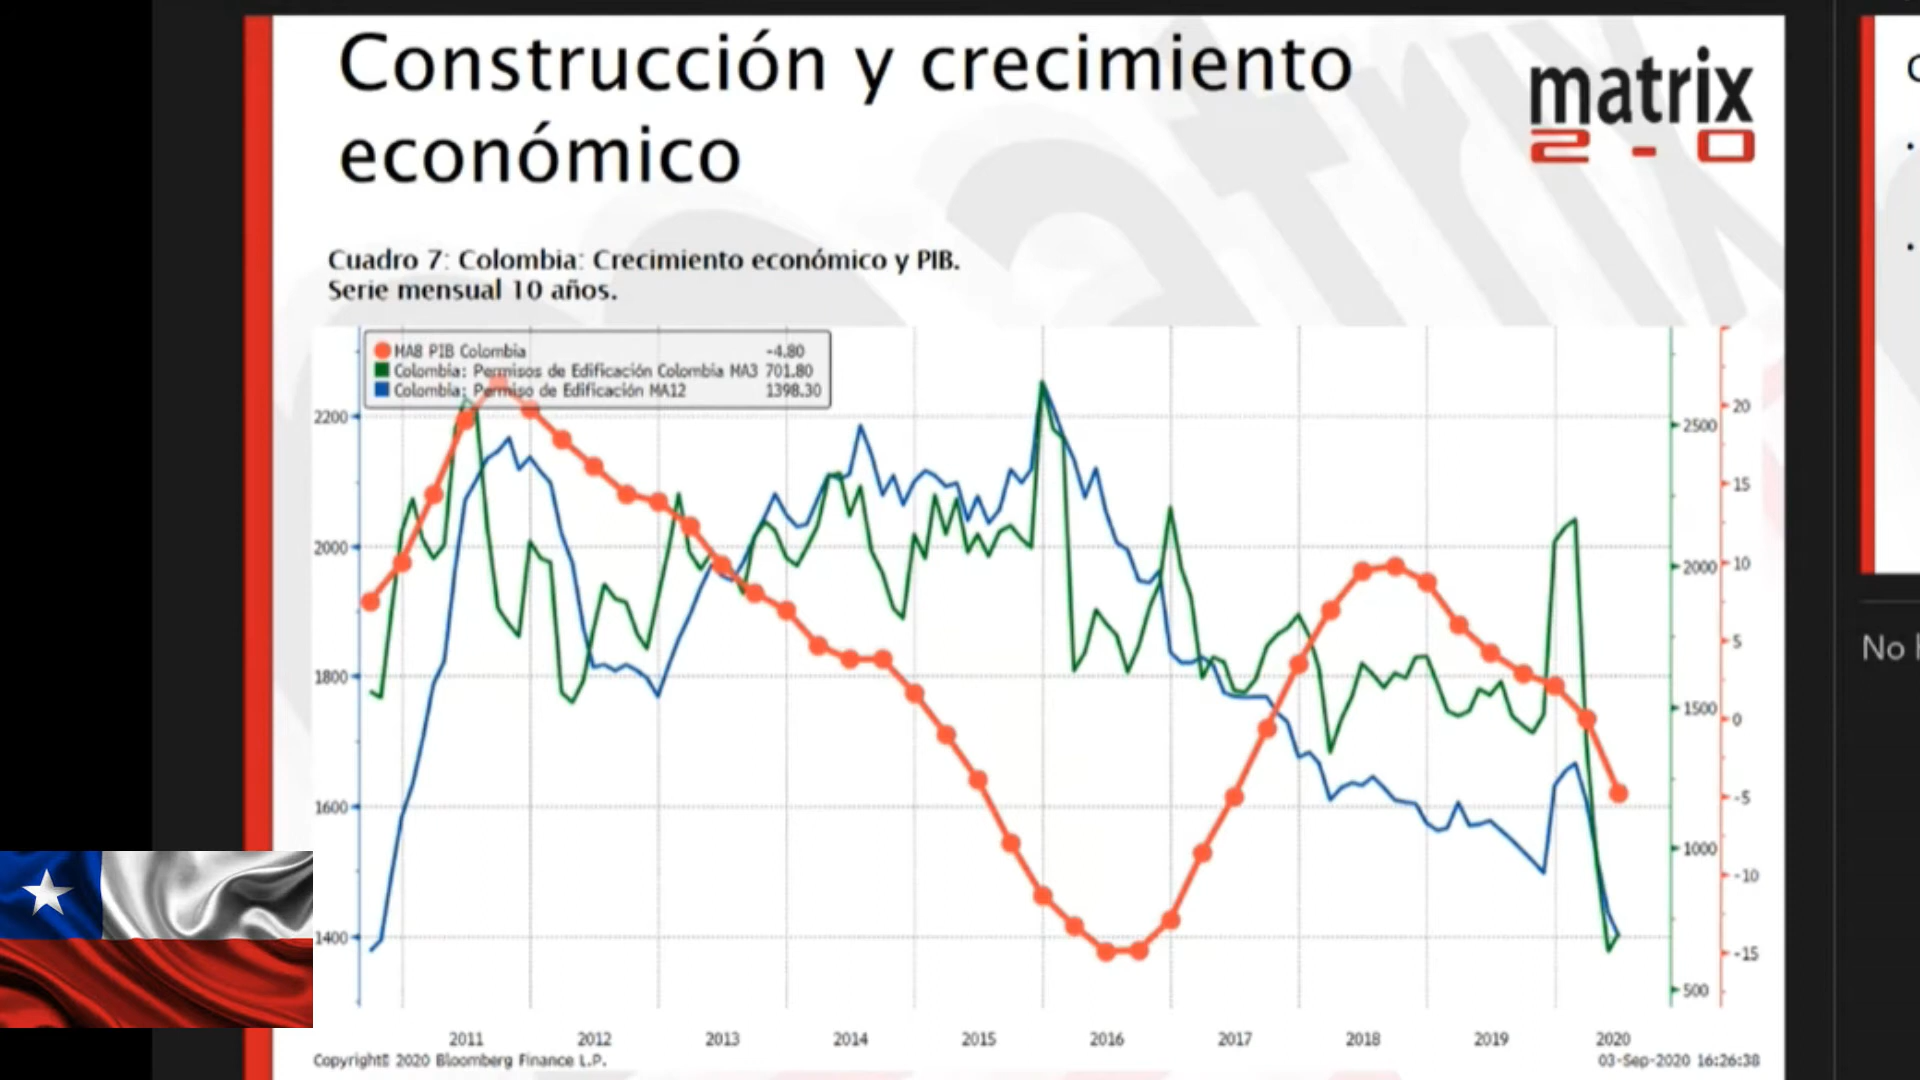 Construcción y crecimiento
económico
matrix
2-0
Cuadro 7: Colombia: Crecimiento económico y PIB.
Serie mensual 10 años.
MA8 PIB Colombia -4.80
Colombia: Permisos de Edificación Colombia MA3 701.80
Colombia: Permiso de Edificación MA12 1398.30
2200
2000
1800
1600
1400
2500
2000
1500
1000
500
20
15
10
5
0
-5
-10
-15
2011 2012 2013 2014 2015 2016 2017 2018 2019 2020
Copyright© 2020 Bloomberg Finance L.P.
03-Sep-2020 16:26:38
No